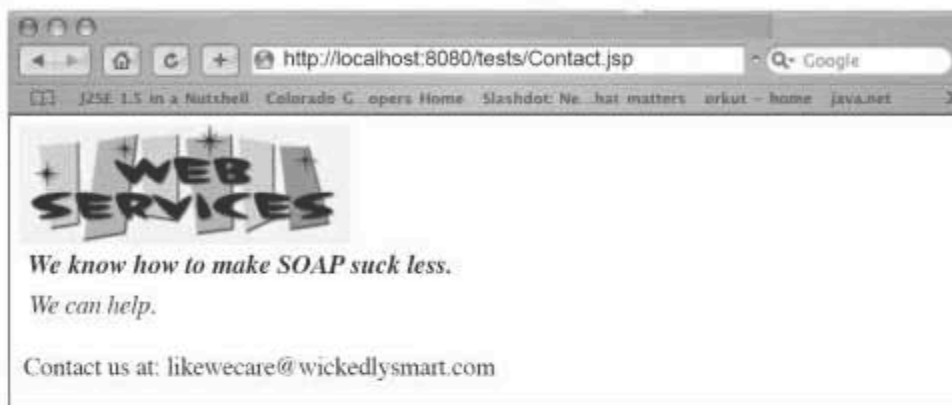 http://localhost:8080/tests/Contact.jsp
Google
J2SE 1.5 in a Nutshell Colorado G opers Home Slashdot: Ne...hat matters orkut - home java.net
WEB
SERVICES
We know how to make SOAP suck less.
We can help.
Contact us at: likewecare@wickedlysmart.com